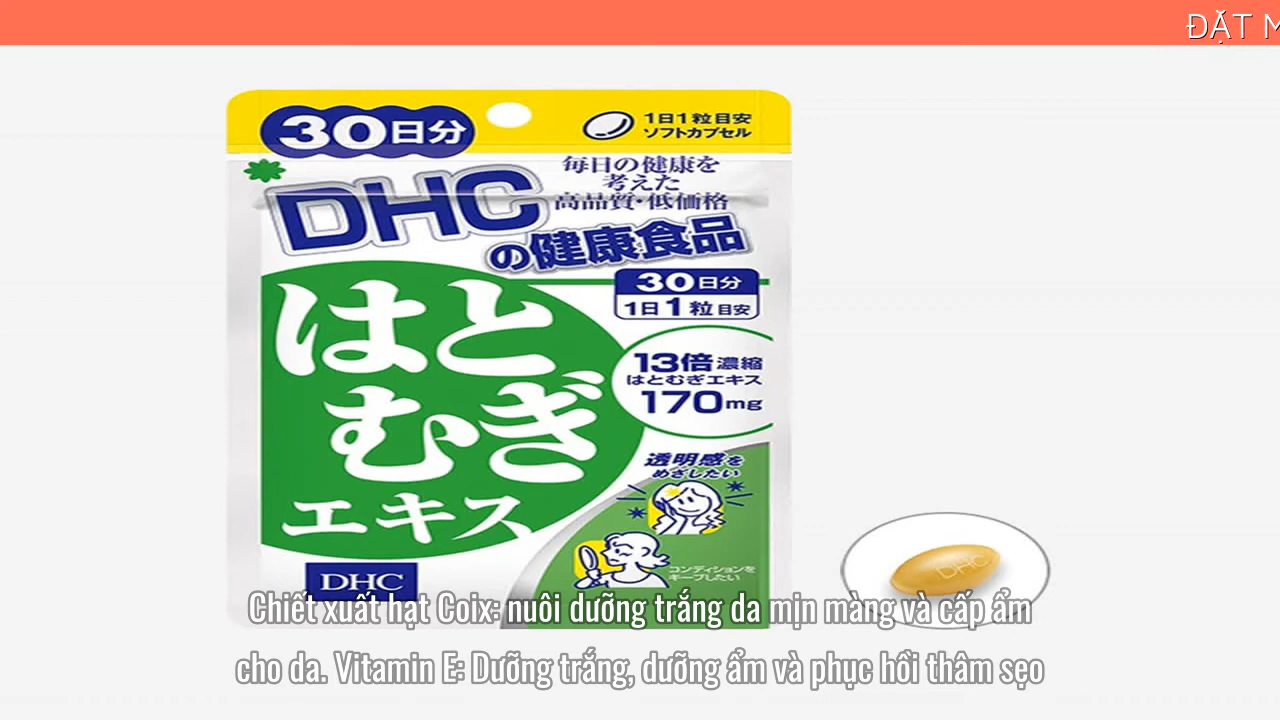 ĐẶT M
30日分
1日1粒目安
ソフトカプセル
毎日の健康を
考えた
高品質・低価格
DHC
の健康食品
30日分
1日1粒目安
はと
むぎ
エキス
13倍濃縮
はとむぎエキス
170mg
透明感を
めざしたい
コンディションを
キープしたい
DHC
DHC
Chiết xuất hạt Coix: nuôi dưỡng trắng da mịn màng và cấp ẩm
cho da. Vitamin E: Dưỡng trắng, dưỡng ẩm và phục hồi thâm sẹo